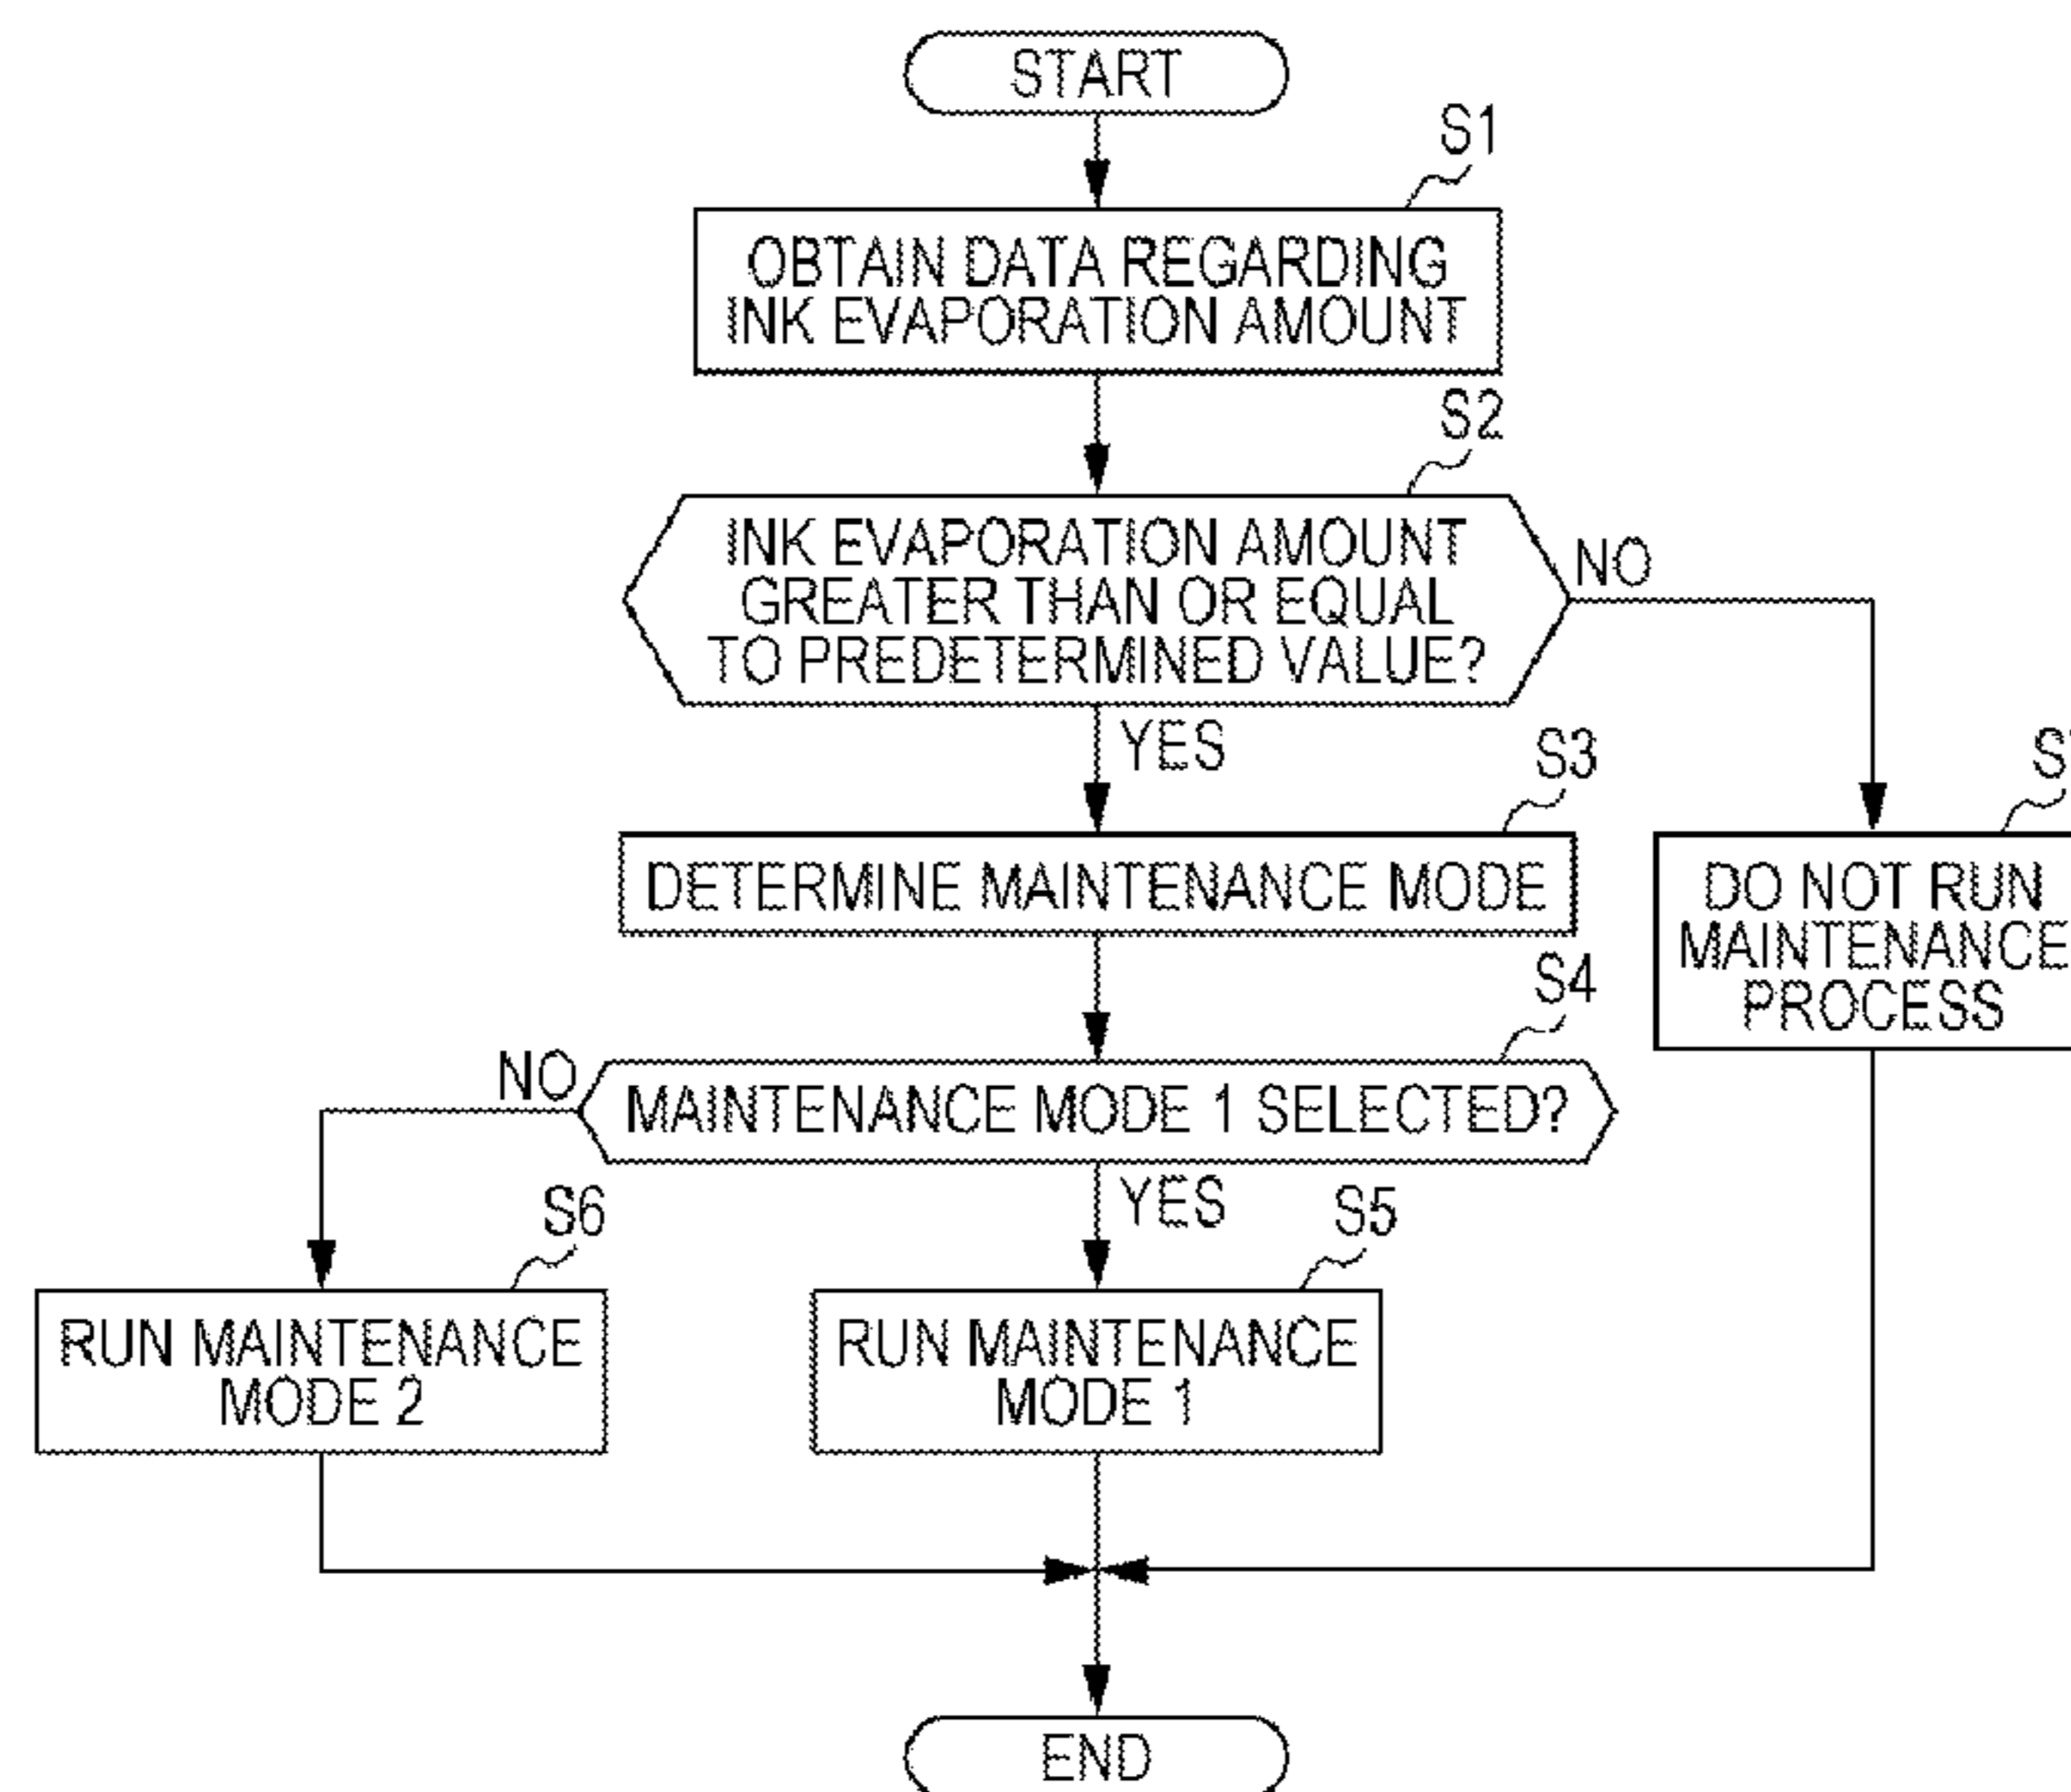 START
S1
OBTAIN DATA REGARDING
INK EVAPORATION AMOUNT
S2
INK EVAPORATION AMOUNT
GREATER THAN OR EQUAL
TO PREDETERMINED VALUE?
NO
YES
S3
DETERMINE MAINTENANCE MODE
DO NOT RUN
MAINTENANCE
PROCESS
S4
MAINTENANCE MODE 1 SELECTED?
NO
YES
S6
RUN MAINTENANCE
MODE 2
S5
RUN MAINTENANCE
MODE 1
END